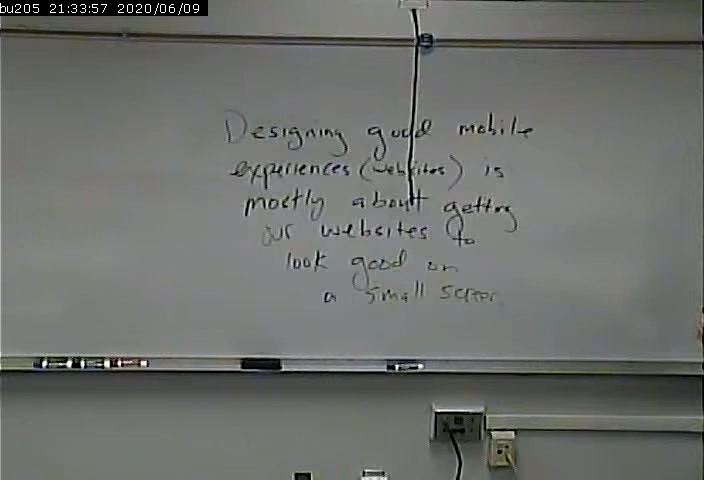 bu205 21:33:57 2020/06/09
Designing good mobile
experiences (websites) is
mostly about getting
our websites to
look good on
a small screen